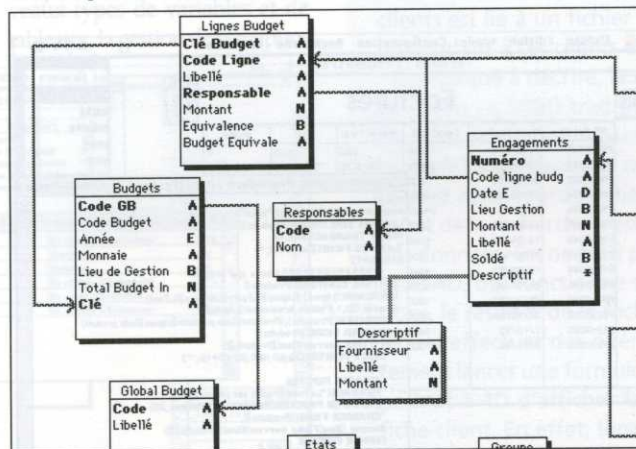 Lignes Budget
Clé Budget A
Code Ligne A
Libellé A
Responsable A
Montant N
Equivalence B
Budget Equivale A
Engagements
Numéro A
Code ligne budg A
Date E D
Lieu Gestion B
Montant N
Libellé A
Soldé B
Descriptif *
Budgets
Code GB A
Code Budget A
Année E
Monnaie A
Lieu de Gestion B
Total Budget In N
Clé A
Responsables
Code A
Nom A
Descriptif
Fournisseur A
Libellé A
Montant N
Global Budget
Code A
Libellé A
Etats
Groupe